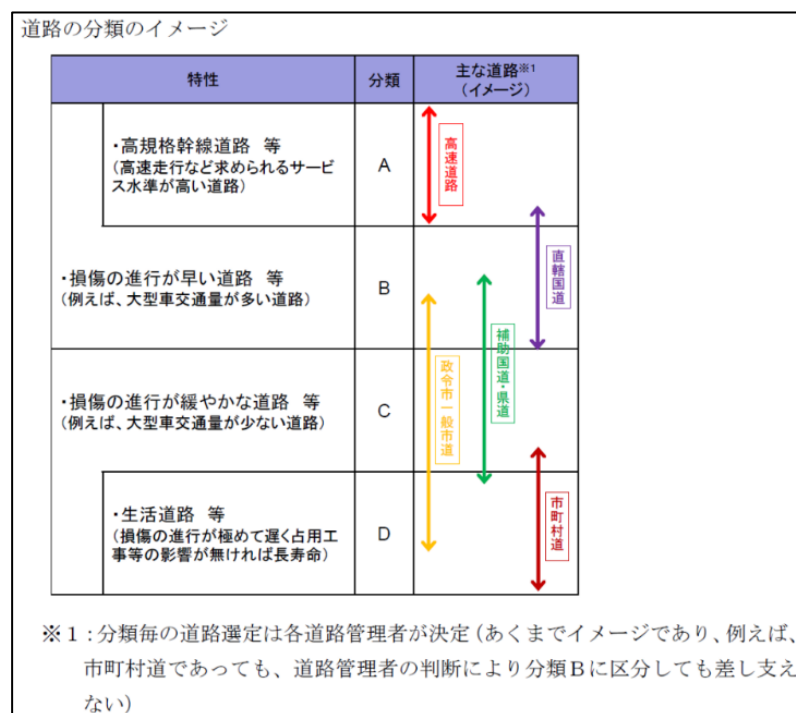 道路の分類のイメージ
特性
分類
主な道路※1
(イメージ)
・高規格幹線道路 等
(高速走行など求められるサービ
ス水準が高い道路)
A
高速道路
・損傷の進行が早い道路 等
(例えば、大型車交通量が多い道路)
B
直轄国道
・損傷の進行が緩やかな道路 等
(例えば、大型車交通量が少ない道路)
C
政令市一般市道
補助国道・県道
・生活道路 等
(損傷の進行が極めて遅く占用工
事等の影響が無ければ長寿命)
D
市町村道
※1:分類毎の道路選定は各道路管理者が決定(あくまでイメージであり、例えば、
市町村道であっても、道路管理者の判断により分類Bに区分しても差し支え
ない)